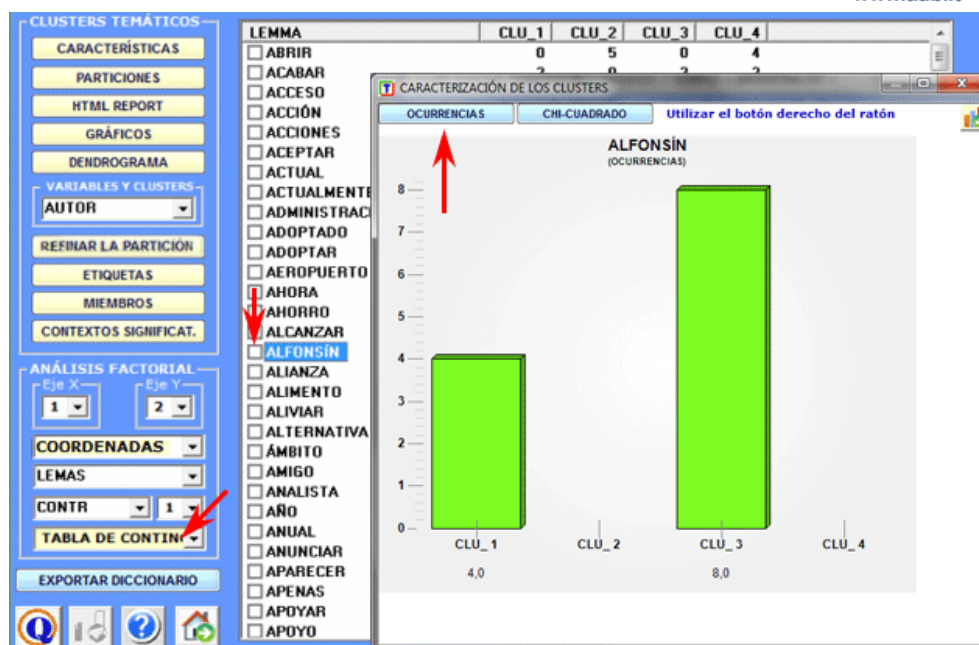 CLUSTERS TEMÁTICOS
CARACTERÍSTICAS
PARTICIONES
HTML REPORT
GRÁFICOS
DENDROGRAMA
VARIABLES Y CLUSTERS
AUTOR
REFINAR LA PARTICIÓN
ETIQUETAS
MIEMBROS
CONTEXTOS SIGNIFICAT.
ANÁLISIS FACTORIAL
Eje X
Eje Y
1
2
COORDENADAS
LEMAS
CONTR
1
TABLA DE CONTIN
EXPORTAR DICCIONARIO
LEMMA CLU_1 CLU_2 CLU_3 CLU_4
ABRIR 0 5 0 4
ACABAR
ACCESO
ACCIÓN
ACCIONES
ACEPTAR
ACTUAL
ACTUALMENTE
ADMINISTRACI
ADOPTADO
ADOPTAR
AEROPUERTO
AHORA
AHORRO
ALCANZAR
ALFONSÍN
ALIANZA
ALIMENTO
ALIVIAR
ALTERNATIVA
ÁMBITO
AMIGO
ANALISTA
AÑO
ANUAL
ANUNCIAR
APARECER
APENAS
APOYAR
APOYO
CARACTERIZACIÓN DE LOS CLUSTERS
OCURRENCIAS
CHI-CUADRADO
Utilizar el botón derecho del ratón
ALFONSÍN
(OCURRENCIAS)
8
7
6
5
4
3
2
1
0
CLU_1 CLU_2 CLU_3 CLU_4
4,0 8,0